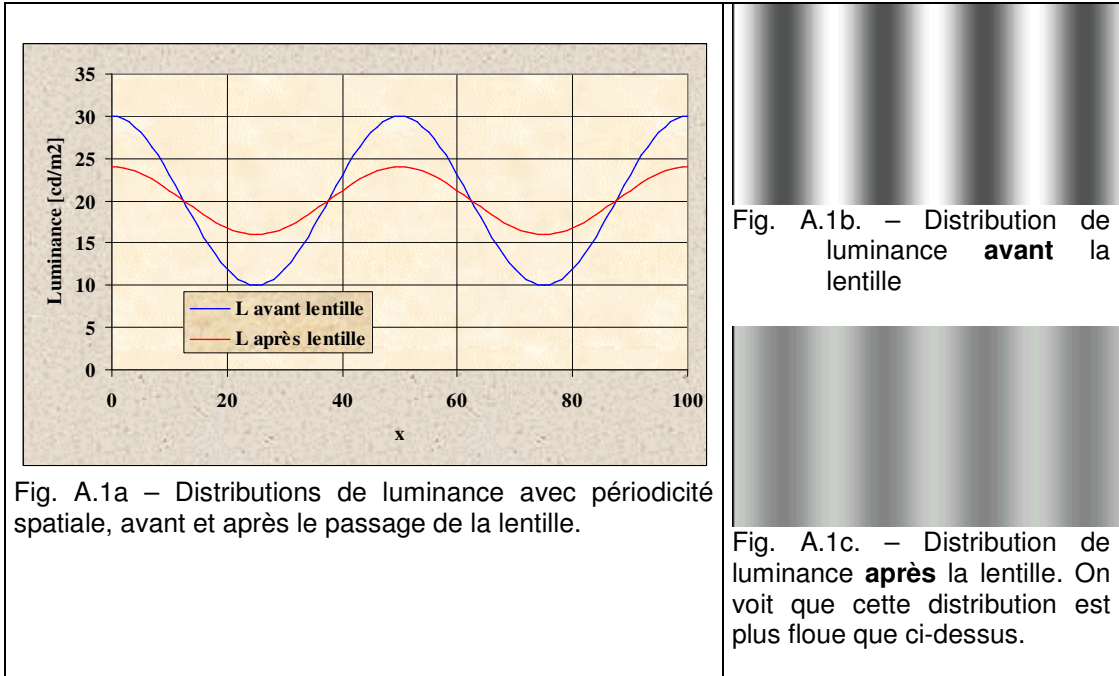 35
30
25
20
15
10
5
0
Luminance [cd/m2]
L avant lentille
L après lentille
0 20 40 60 80 100
x
Fig. A.1a – Distributions de luminance avec périodicité
spatiale, avant et après le passage de la lentille.
Fig. A.1b. – Distribution de
luminance avant la
lentille
Fig. A.1c. – Distribution de
luminance après la lentille. On
voit que cette distribution est
plus floue que ci-dessus.